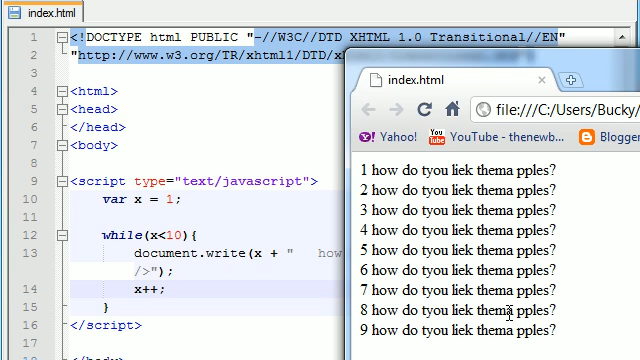 index.html
1 <!DOCTYPE html PUBLIC "-//W3C//DTD XHTML 1.0 Transitional//EN"
2 "http://www.w3.org/TR/xhtml1/DTD/
3
4 <html>
5 <head>
6 </head>
7 <body>
8
9 <script type="text/javascript">
10 var x = 1;
11
12 while(x<10){
13 document.write(x + "   how
/>");
14 x++;
15 }
16 </script>
17
index.html
file:///C:/Users/Bucky/
Yahoo!
YouTube - thenewb...
Blogger
1 how do tyou liek thema pples?
2 how do tyou liek thema pples?
3 how do tyou liek thema pples?
4 how do tyou liek thema pples?
5 how do tyou liek thema pples?
6 how do tyou liek thema pples?
7 how do tyou liek thema pples?
8 how do tyou liek thema pples?
9 how do tyou liek thema pples?